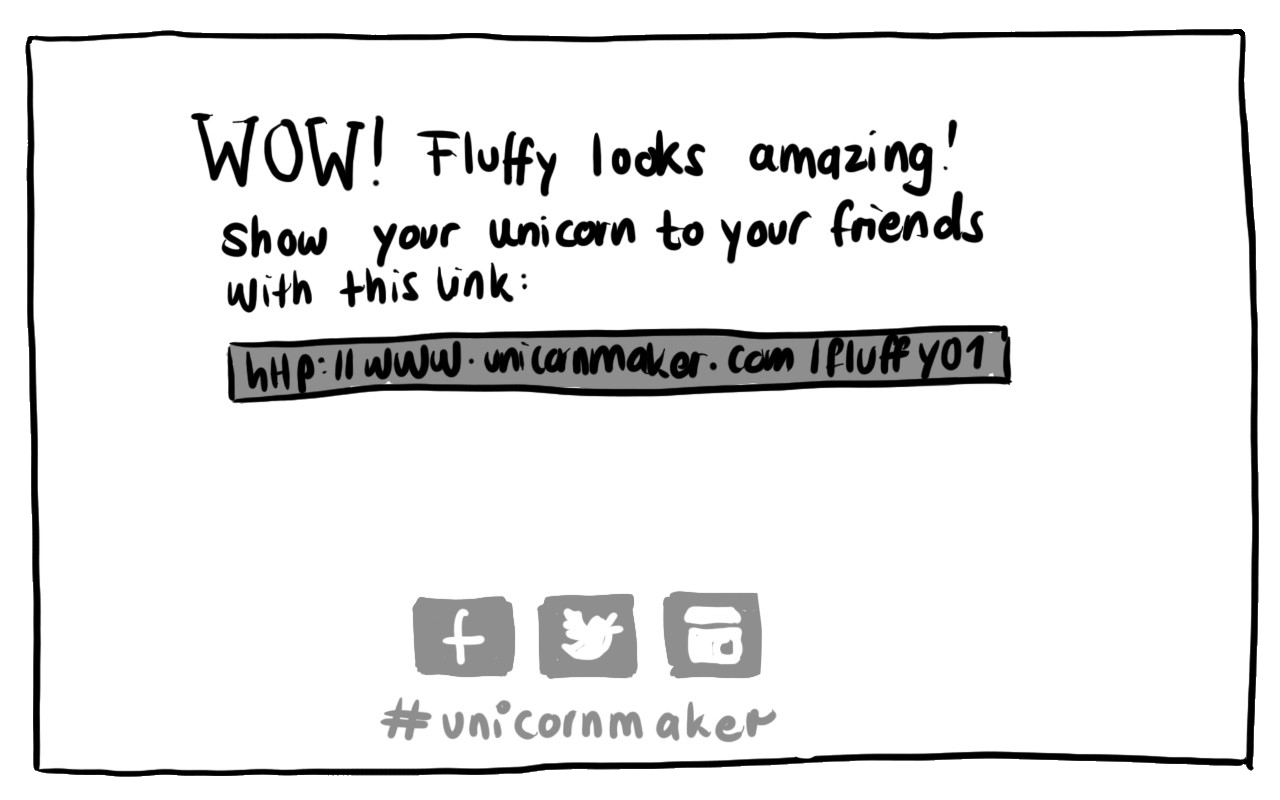 WOW! Fluffy looks amazing!
show your unicorn to your friends
with this link:
http://www.unicornmaker.com/fluffy01
f
#unicornmaker